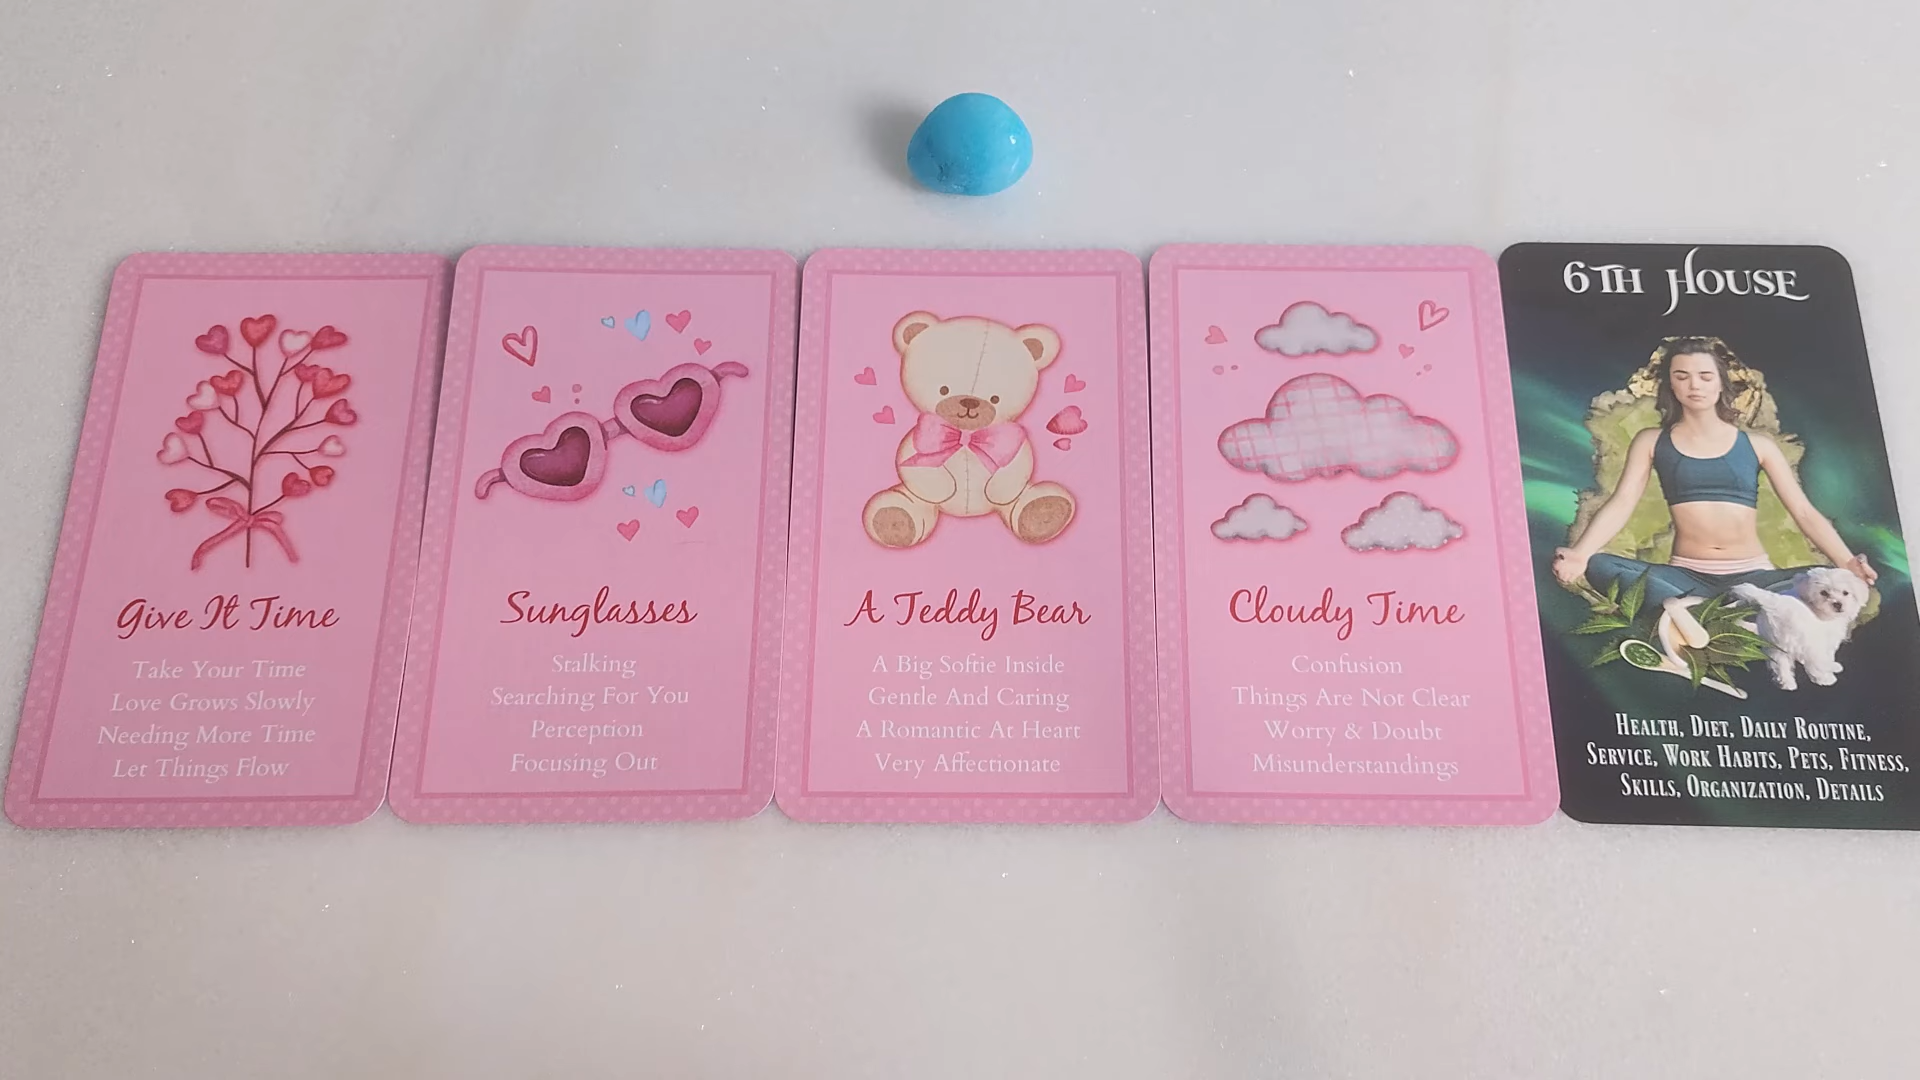 Give It Time
Take Your Time
Love Grows Slowly
Needing More Time
Let Things Flow
Sunglasses
Stalking
Searching For You
Perception
Focusing Out
A Teddy Bear
A Big Softie Inside
Gentle And Caring
A Romantic At Heart
Very Affectionate
Cloudy Time
Confusion
Things Are Not Clear
Worry & Doubt
Misunderstandings
6TH HOUSE
HEALTH, DIET, DAILY ROUTINE,
SERVICE, WORK HABITS, PETS, FITNESS,
SKILLS, ORGANIZATION, DETAILS